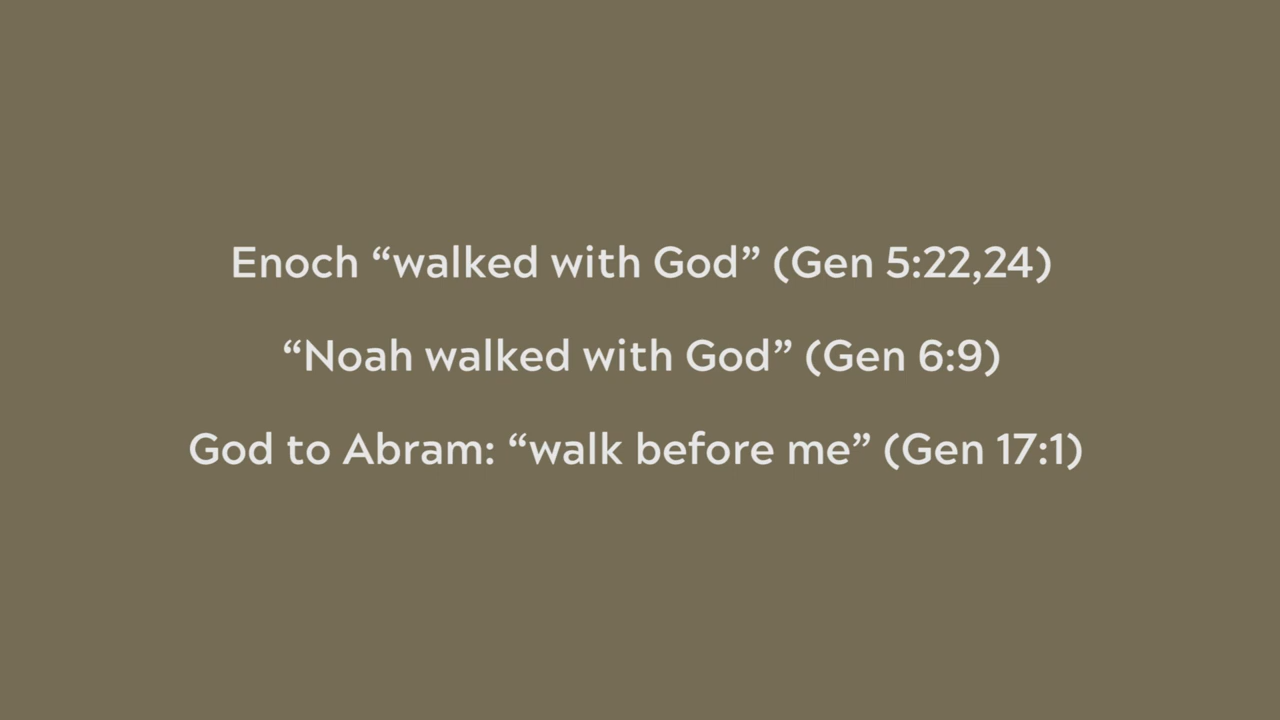 Enoch “walked with God” (Gen 5:22,24)
“Noah walked with God” (Gen 6:9)
God to Abram: “walk before me” (Gen 17:1)